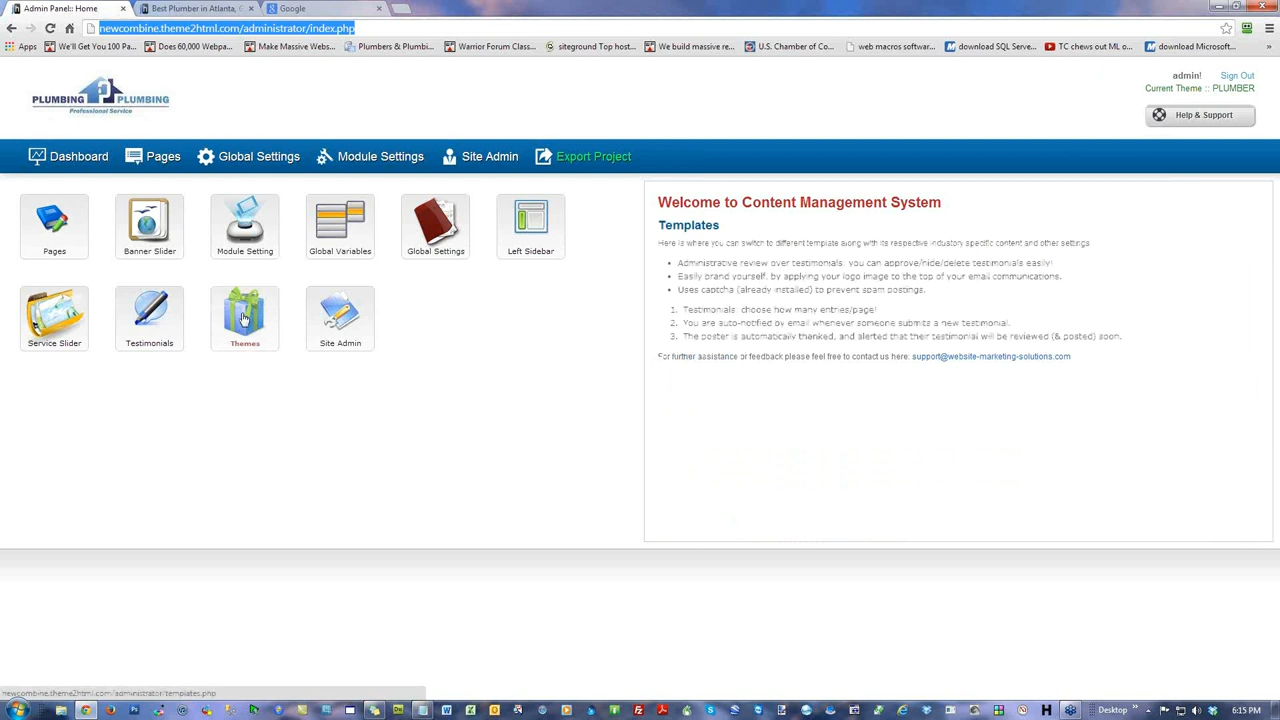 Admin Panel:: Home
Best Plumber in Atlanta, G
Google
newcombine.theme2html.com/administrator/index.php
Apps
We'll Get You 100 Pa...
Does 60,000 Webpa...
Make Massive Webs...
Plumbers & Plumbing...
Warrior Forum Class...
siteground Top host...
We build massive re...
U.S. Chamber of Co...
web macros softwar...
download SQL Serve...
TC chews out ML o...
download Microsoft...
PLUMBING PLUMBING
Professional Service
admin! Sign Out
Current Theme :: PLUMBER
Help & Support
Dashboard
Pages
Global Settings
Module Settings
Site Admin
Export Project
Pages
Banner Slider
Module Setting
Global Variables
Global Settings
Left Sidebar
Service Slider
Testimonials
Themes
Site Admin
Welcome to Content Management System
Templates
Here is where you can switch to different template along with its respective industory specific content and other settings
• Administrative review over testimonials: you can approve/hide/delete testimonials easily!
• Easily brand yourself, by applying your logo image to the top of your email communications.
• Uses captcha (already installed) to prevent spam postings.
1. Testimonials: choose how many entries/page!
2. You are auto-notified by email whenever someone submits a new testimonial.
3. The poster is automatically thanked, and alerted that their testimonial will be reviewed (& posted) soon.
For further assistance or feedback please feel free to contact us here: support@website-marketing-solutions.com
newcombine.theme2html.com/administrator/templates.php
Desktop
6:15 PM